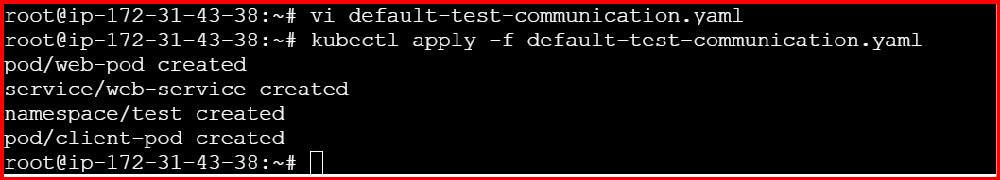 root@ip-172-31-43-38:~# vi default-test-communication.yaml
root@ip-172-31-43-38:~# kubectl apply -f default-test-communication.yaml
pod/web-pod created
service/web-service created
namespace/test created
pod/client-pod created
root@ip-172-31-43-38:~#